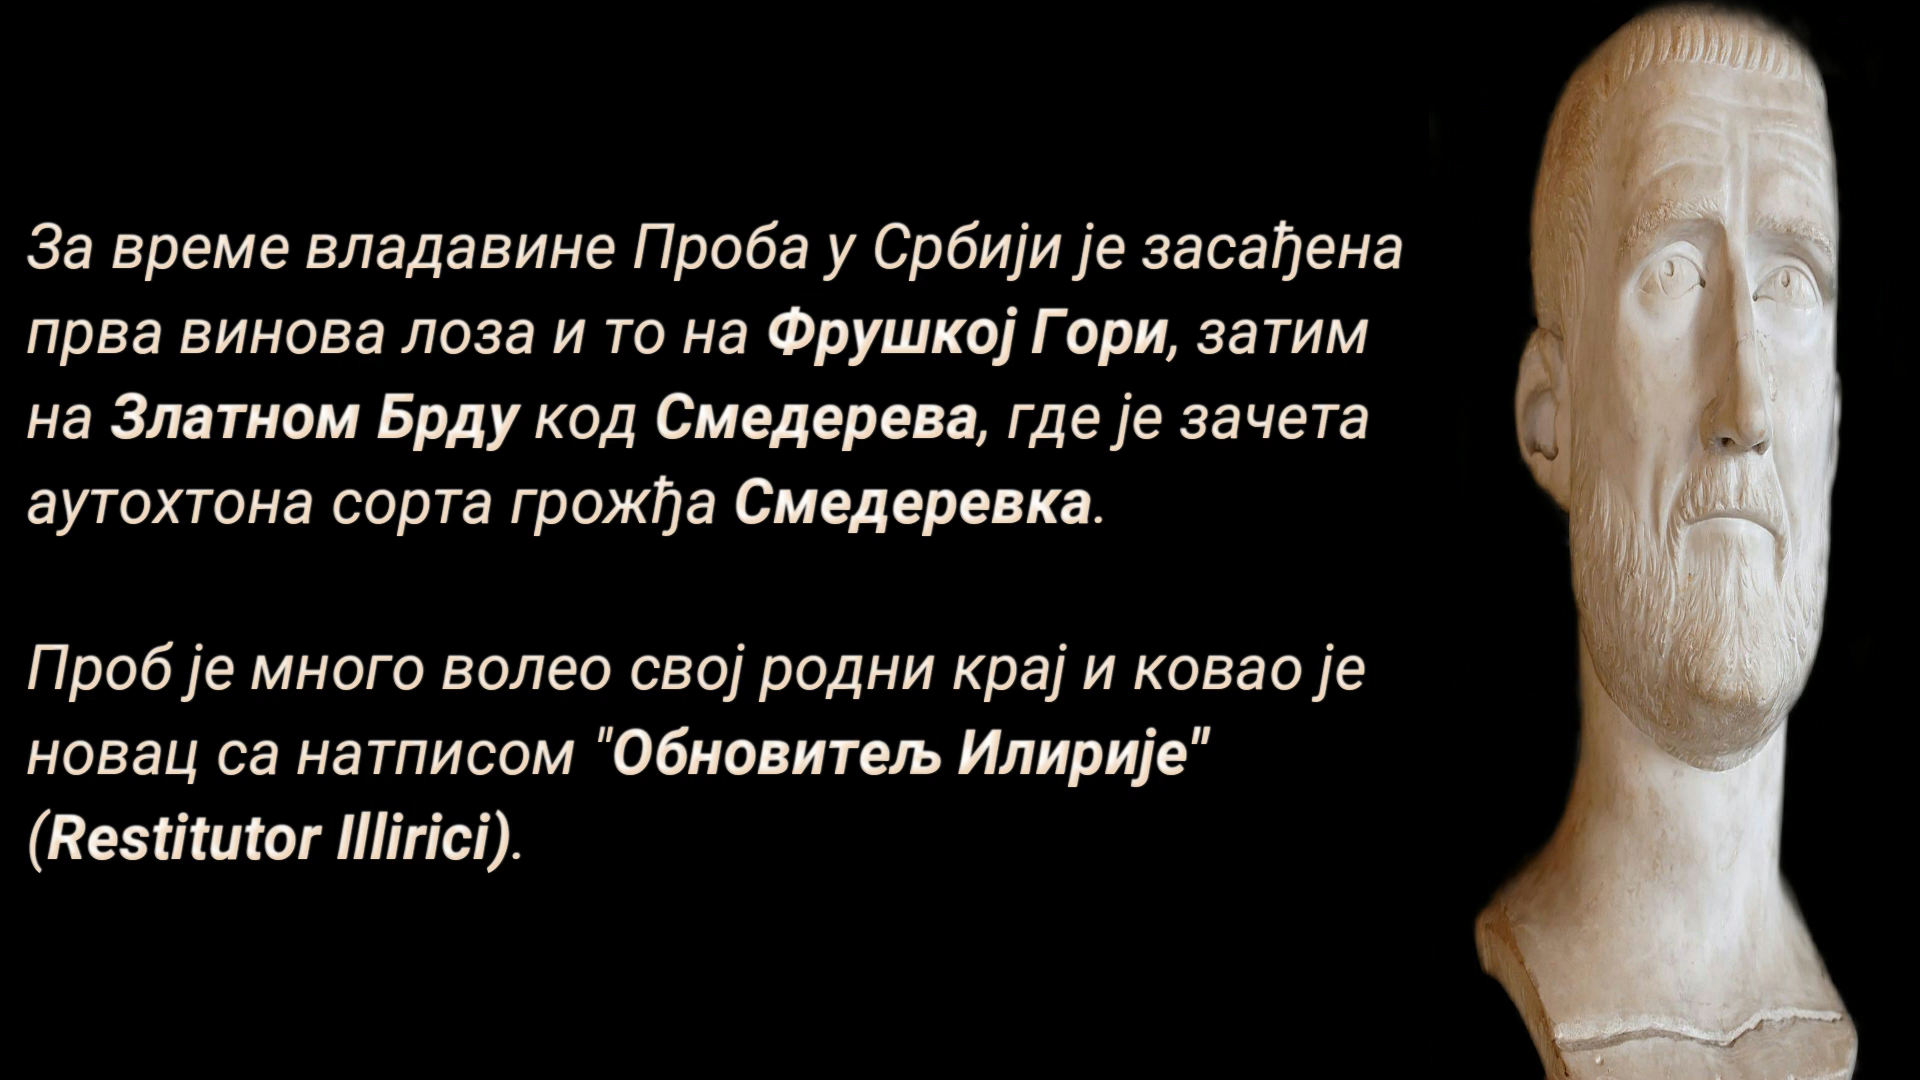 За време владавине Проба у Србији је засађена
прва винова лоза и то на Фрушкој Гори, затим
на Златном Брду код Смедерева, где је зачета
аутохтона сорта грожђа Смедеревка.
Проб је много волео свој родни крај и ковао је
новац са натписом "Обновитељ Илирије"
(Restitutor Illirici).